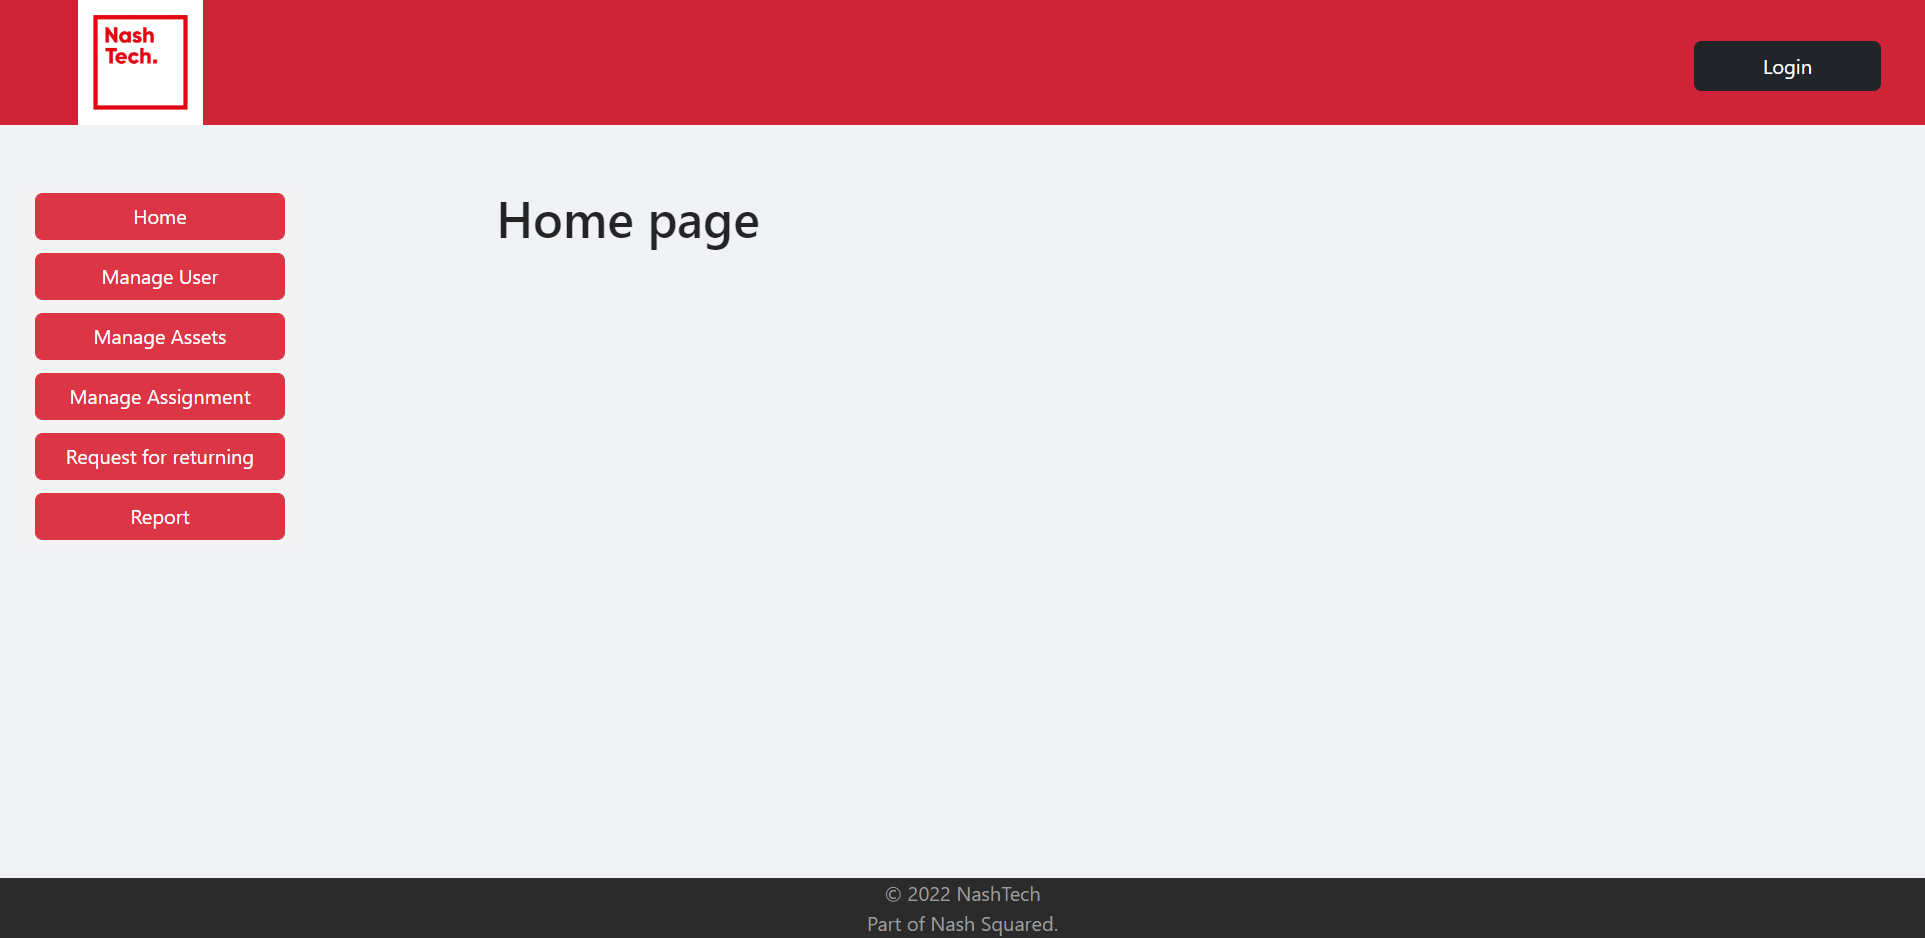 Nash
Tech.
Login
Home
Manage User
Manage Assets
Manage Assignment
Request for returning
Report
Home page
© 2022 NashTech
Part of Nash Squared.